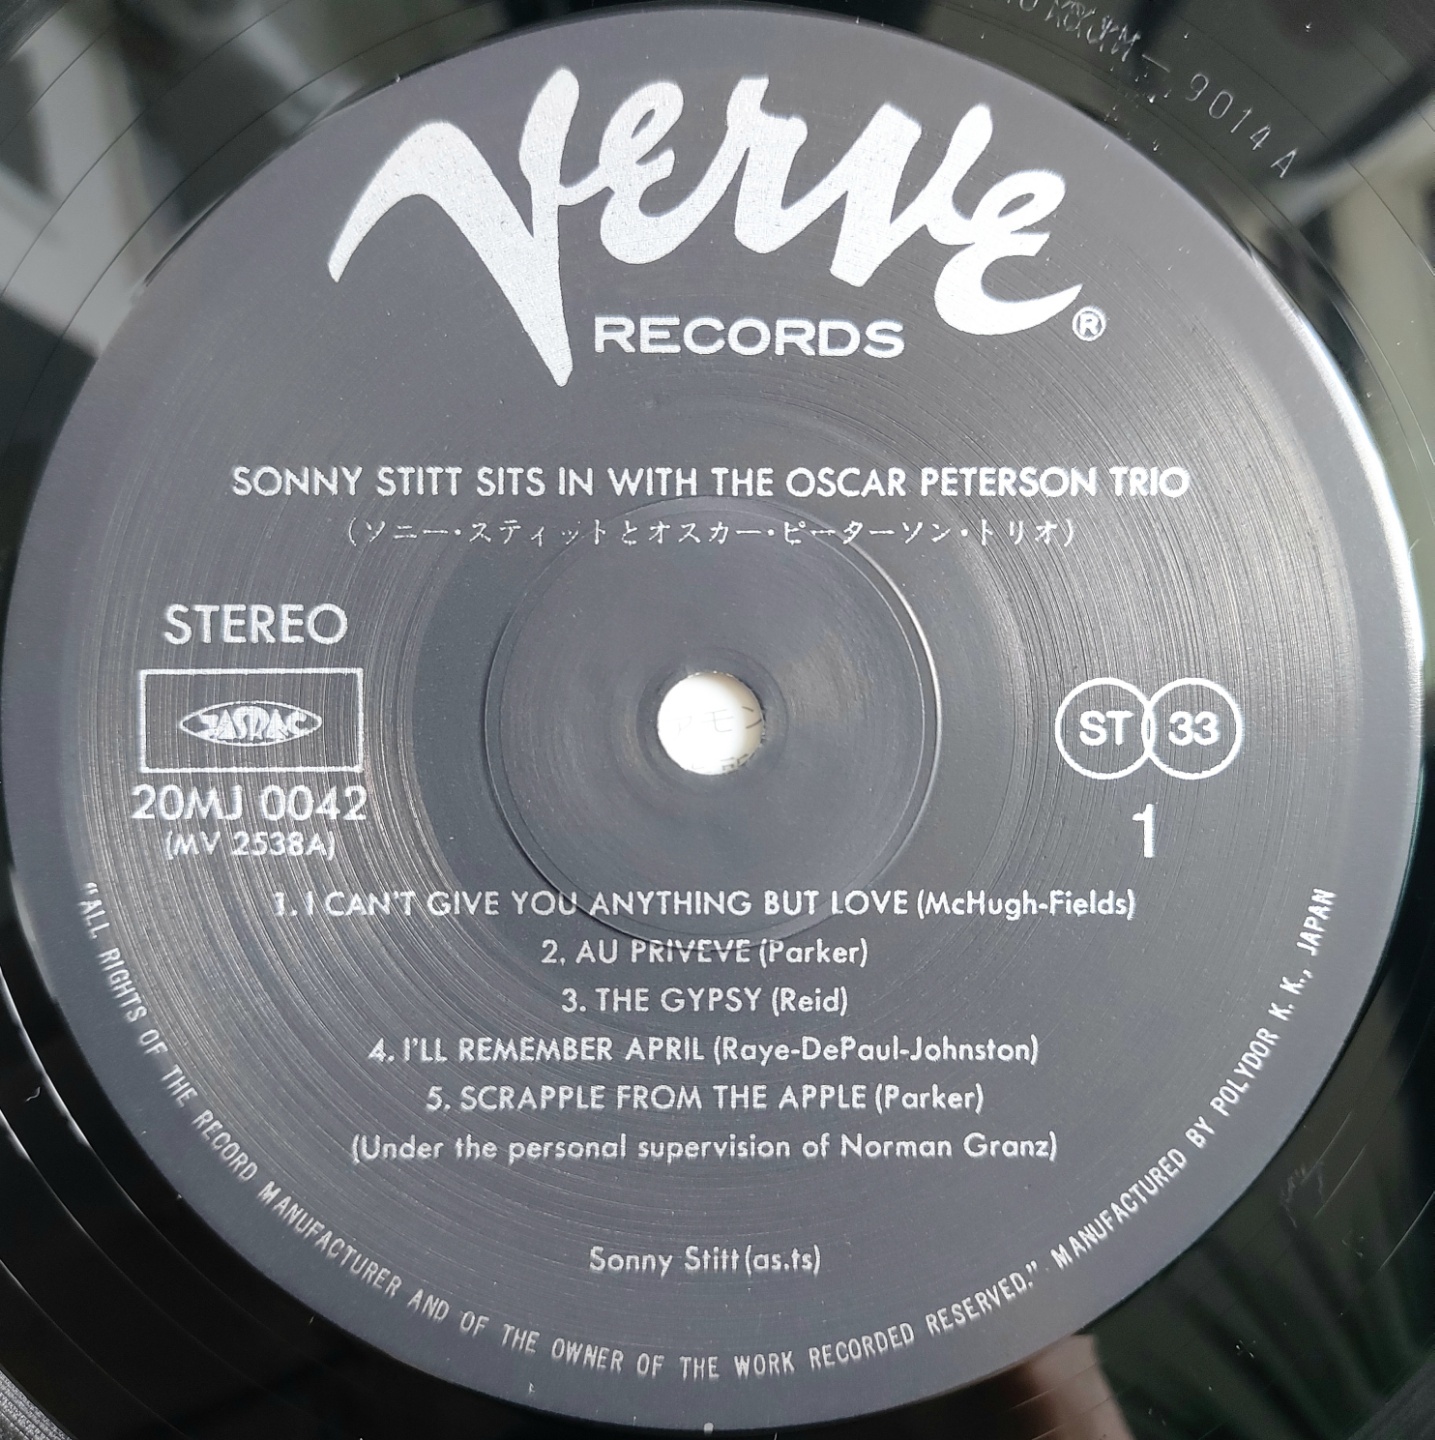 Verve
RECORDS ®
9014 A
SONNY STITT SITS IN WITH THE OSCAR PETERSON TRIO
(ソニー・スティットとオスカー・ピーターソン・トリオ)
STEREO
JASRAC
20MJ 0042
(MV 2538A)
ST 33
1
1. I CAN'T GIVE YOU ANYTHING BUT LOVE (McHugh-Fields)
2. AU PRIVEVE (Parker)
3. THE GYPSY (Reid)
4. I'LL REMEMBER APRIL (Raye-DePaul-Johnston)
5. SCRAPPLE FROM THE APPLE (Parker)
(Under the personal supervision of Norman Granz)
Sonny Stitt (as.ts)
"ALL RIGHTS OF THE RECORD MANUFACTURER AND OF THE OWNER OF THE WORK RECORDED RESERVED." MANUFACTURED BY POLYDOR K. K., JAPAN